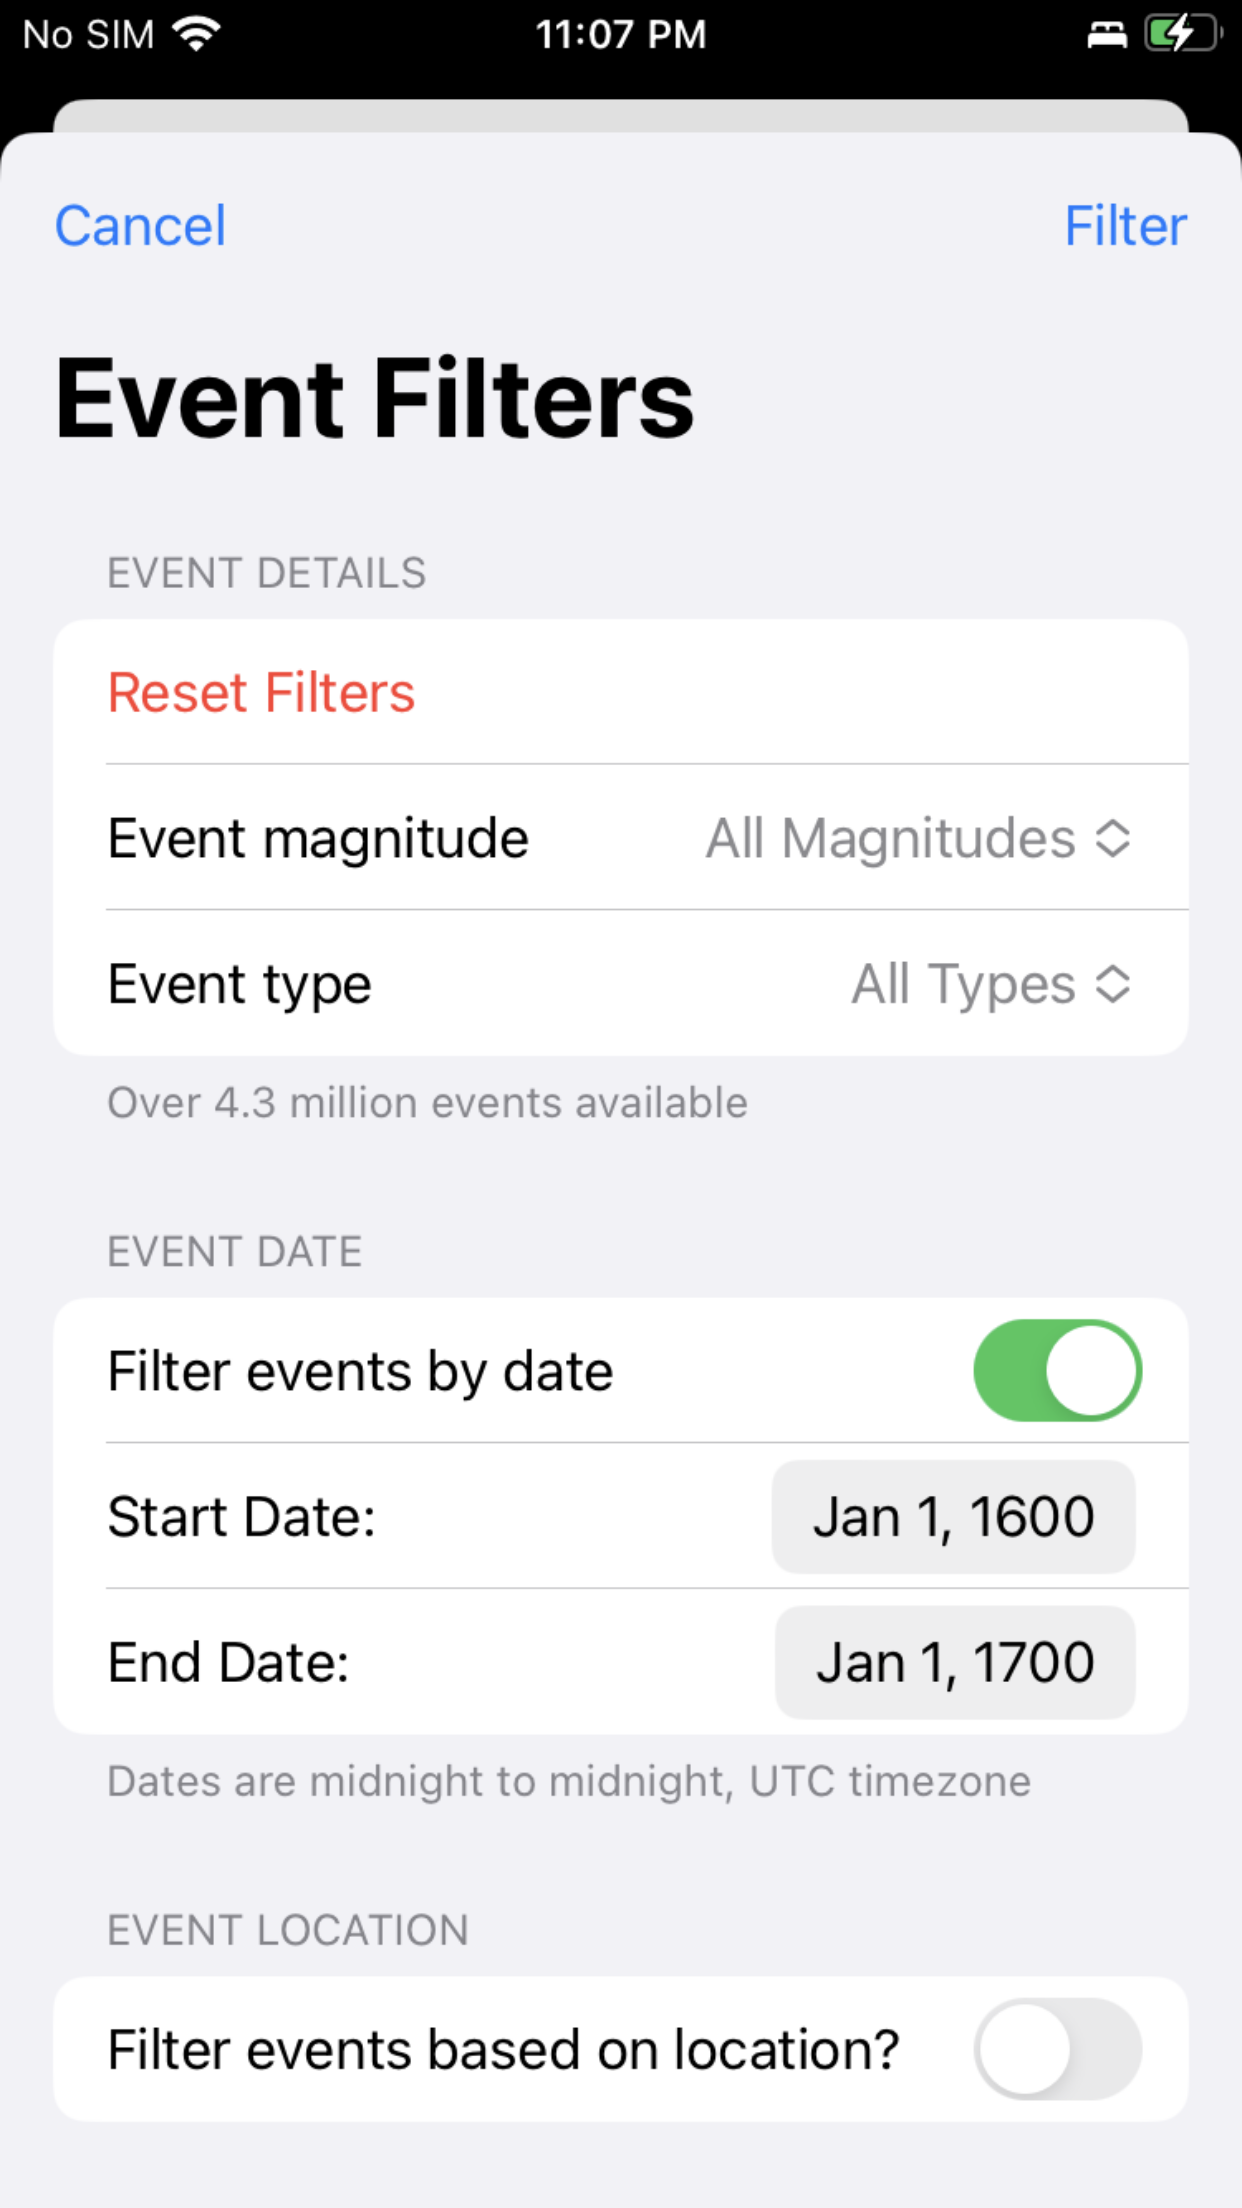 No SIM
11:07 PM
Cancel
Filter
Event Filters
EVENT DETAILS
Reset Filters
Event magnitude All Magnitudes
Event type All Types
Over 4.3 million events available
EVENT DATE
Filter events by date
Start Date: Jan 1, 1600
End Date: Jan 1, 1700
Dates are midnight to midnight, UTC timezone
EVENT LOCATION
Filter events based on location?